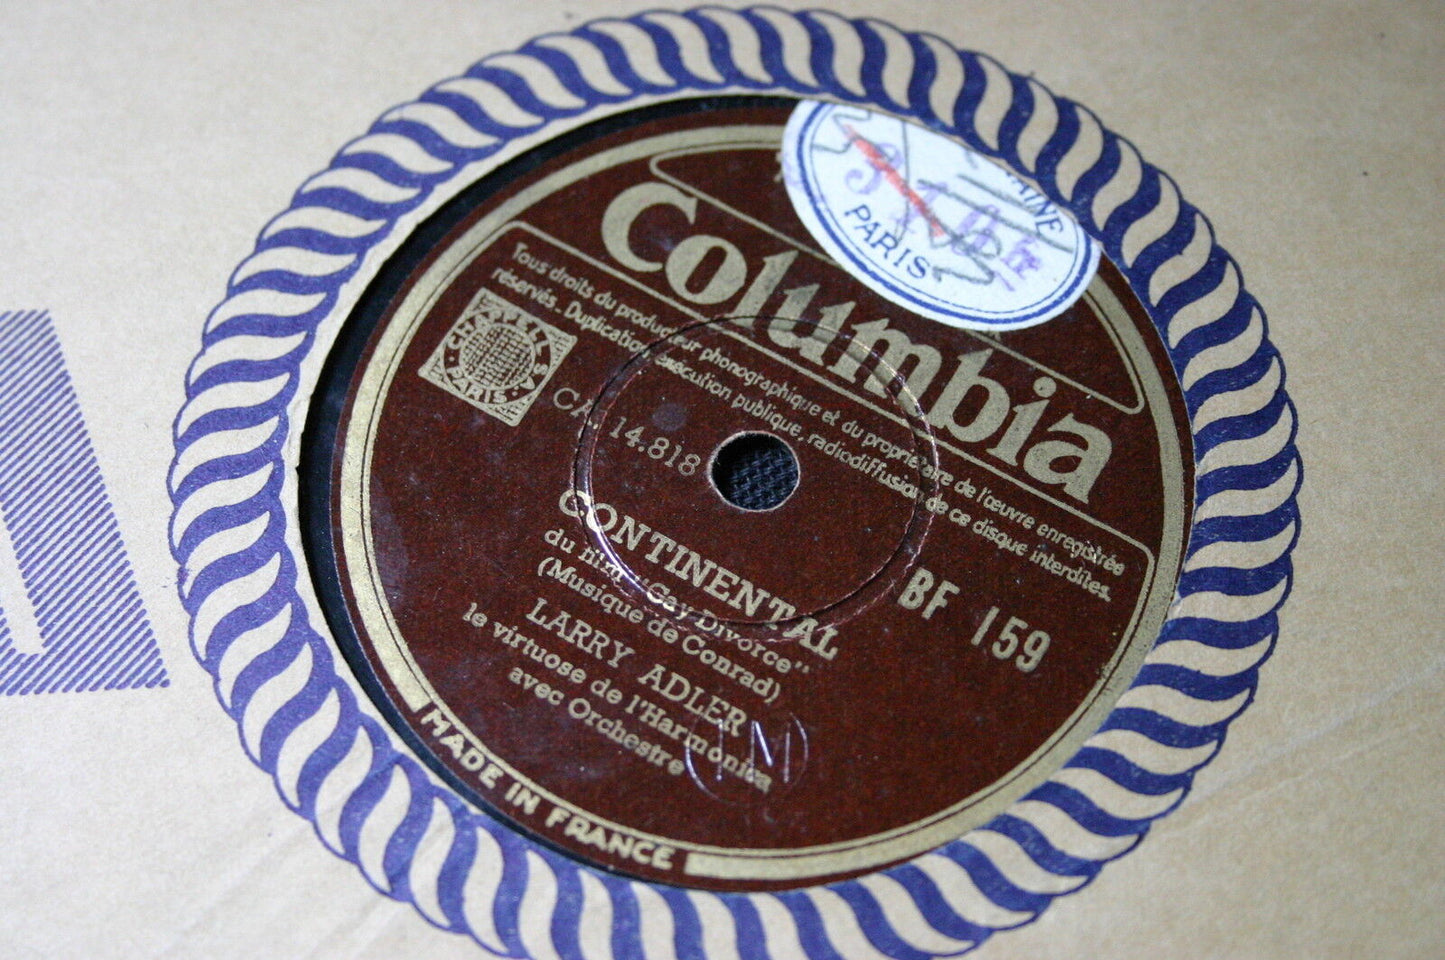 Columbia
Tous droits du producteur phonographique et du propriétaire de l'œuvre enregistrée
réservés. Duplication, exécution publique, radiodiffusion de ce disque interdites.
CHAPPELL SA
PARIS
PARIS
fr
CA. 14.818
BF 159
CONTINENTAL
du film "Gay Divorce"
(Musique de Conrad)
LARRY ADLER
le virtuose de l'Harmonica
avec Orchestre
MADE IN FRANCE